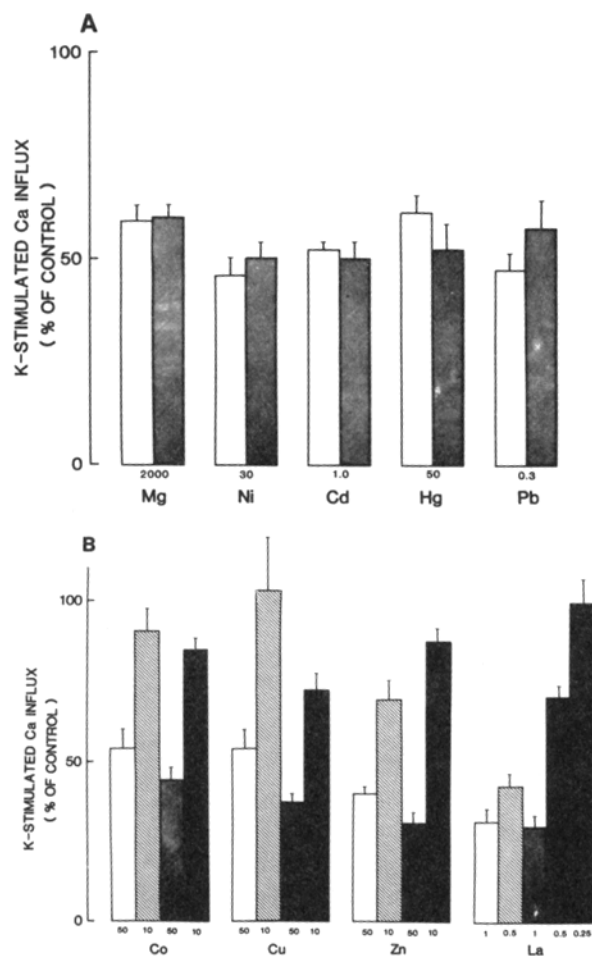 A
K-STIMULATED Ca INFLUX
( % OF CONTROL )
100
50
0
2000 30 1.0 50 0.3
Mg Ni Cd Hg Pb
B
K-STIMULATED Ca INFLUX
( % OF CONTROL )
100
50
0
50 10 50 10 50 10 50 10 50 10 50 10 1 0.5 1 0.5 0.25
Co Cu Zn La